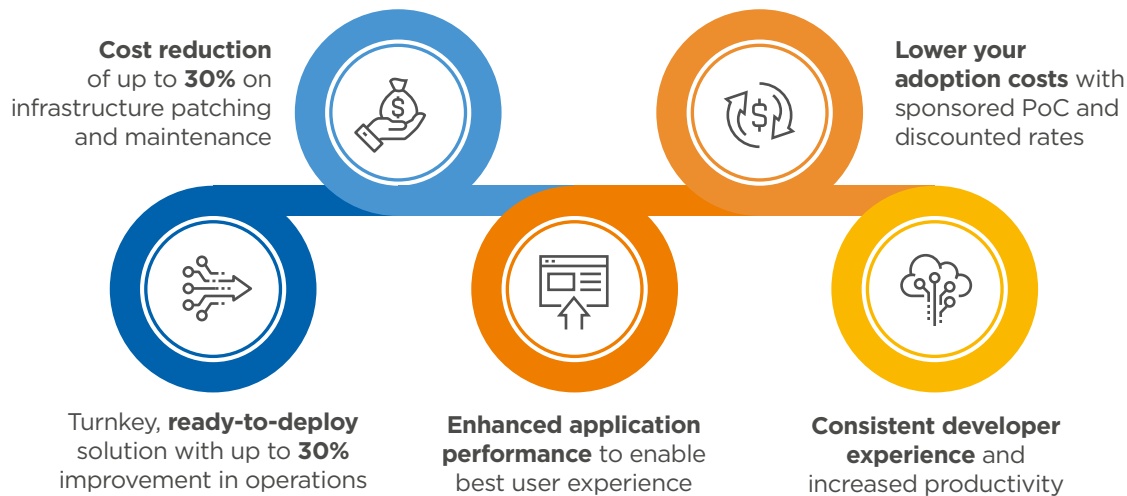 Cost reduction
of up to 30% on
infrastructure patching
and maintenance
Lower your
adoption costs with
sponsored PoC and
discounted rates
Turnkey, ready-to-deploy
solution with up to 30%
improvement in operations
Enhanced application
performance to enable
best user experience
Consistent developer
experience and
increased productivity